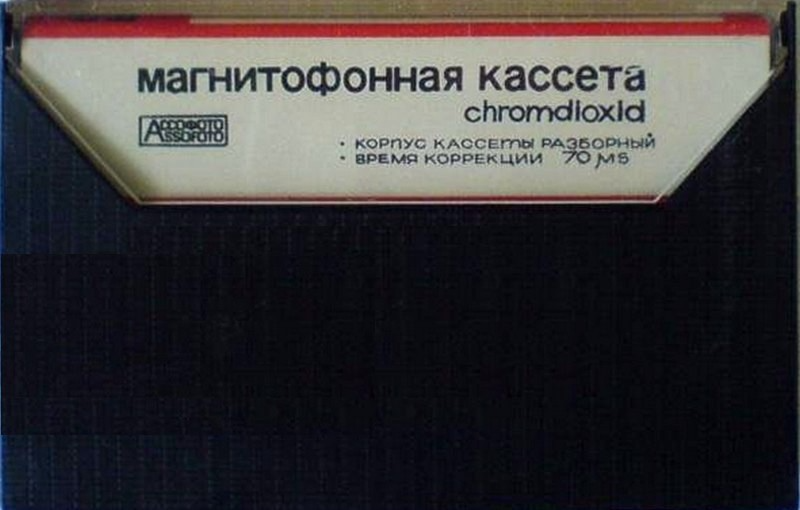 магнитофонная кассета
chromdioxid
АССОФОТО
ASSOFOTO
• КОРПУС КАССЕТЫ РАЗБОРНЫЙ
• ВРЕМЯ КОРРЕКЦИИ 70 μs